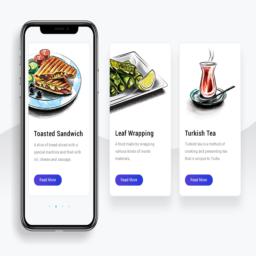 Toasted Sandwich
A slice of bread sliced with a
special machine and filled with
oil, cheese and sausage.
Read More
Leaf Wrapping
A food made by wrapping
various kinds of inside
materials.
Read More
Turkish Tea
Turkish tea is a method of
cooking and presenting tea
that is unique to Turks.
Read More